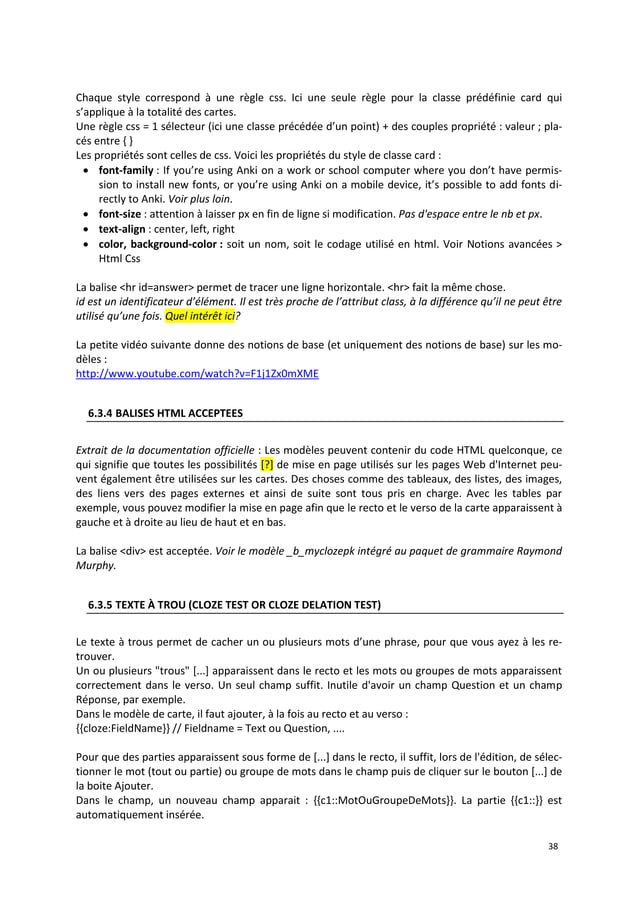 Chaque style correspond à une règle css. Ici une seule règle pour la classe prédéfinie card qui
s’applique à la totalité des cartes.
Une règle css = 1 sélecteur (ici une classe précédée d’un point) + des couples propriété : valeur ; pla-
cés entre { }
Les propriétés sont celles de css. Voici les propriétés du style de classe card :
• font-family : If you’re using Anki on a work or school computer where you don’t have permis-
sion to install new fonts, or you’re using Anki on a mobile device, it’s possible to add fonts di-
rectly to Anki. Voir plus loin.
• font-size : attention à laisser px en fin de ligne si modification. Pas d'espace entre le nb et px.
• text-align : center, left, right
• color, background-color : soit un nom, soit le codage utilisé en html. Voir Notions avancées >
Html Css
La balise <hr id=answer> permet de tracer une ligne horizontale. <hr> fait la même chose.
id est un identificateur d’élément. Il est très proche de l’attribut class, à la différence qu’il ne peut être
utilisé qu’une fois. Quel intérêt ici?
La petite vidéo suivante donne des notions de base (et uniquement des notions de base) sur les mo-
dèles :
http://www.youtube.com/watch?v=F1j1Zx0mXME
6.3.4 BALISES HTML ACCEPTEES
Extrait de la documentation officielle : Les modèles peuvent contenir du code HTML quelconque, ce
qui signifie que toutes les possibilités [?] de mise en page utilisés sur les pages Web d'Internet peu-
vent également être utilisées sur les cartes. Des choses comme des tableaux, des listes, des images,
des liens vers des pages externes et ainsi de suite sont tous pris en charge. Avec les tables par
exemple, vous pouvez modifier la mise en page afin que le recto et le verso de la carte apparaissent à
gauche et à droite au lieu de haut et en bas.
La balise <div> est acceptée. Voir le modèle _b_myclozepk intégré au paquet de grammaire Raymond
Murphy.
6.3.5 TEXTE À TROU (CLOZE TEST OR CLOZE DELATION TEST)
Le texte à trous permet de cacher un ou plusieurs mots d’une phrase, pour que vous ayez à les re-
trouver.
Un ou plusieurs "trous" [...] apparaissent dans le recto et les mots ou groupes de mots apparaissent
correctement dans le verso. Un seul champ suffit. Inutile d'avoir un champ Question et un champ
Réponse, par exemple.
Dans le modèle de carte, il faut ajouter, à la fois au recto et au verso :
{{cloze:FieldName}} // Fieldname = Text ou Question, ....
Pour que des parties apparaissent sous forme de [...] dans le recto, il suffit, lors de l'édition, de sélec-
tionner le mot (tout ou partie) ou groupe de mots dans le champ puis de cliquer sur le bouton [...] de
la boite Ajouter.
Dans le champ, un nouveau champ apparait : {{c1::MotOuGroupeDeMots}}. La partie {{c1::}} est
automatiquement insérée.
38